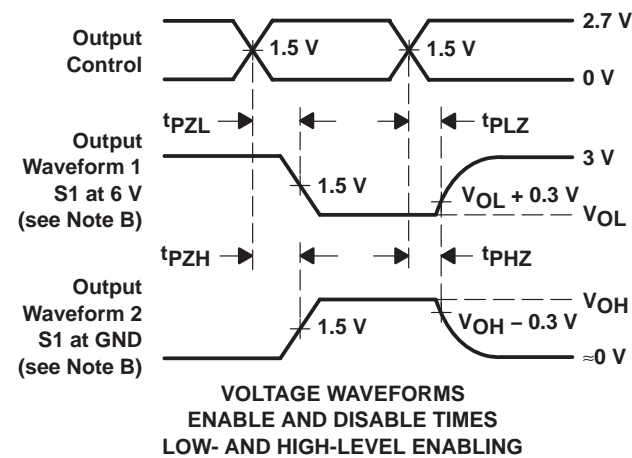 Output
Control
1.5 V
1.5 V
2.7 V
0 V
tPZL
tPLZ
Output
Waveform 1
S1 at 6 V
(see Note B)
1.5 V
3 V
VOL + 0.3 V
VOL
tPZH
tPHZ
Output
Waveform 2
S1 at GND
(see Note B)
1.5 V
VOH
VOH − 0.3 V
≈0 V
VOLTAGE WAVEFORMS
ENABLE AND DISABLE TIMES
LOW- AND HIGH-LEVEL ENABLING